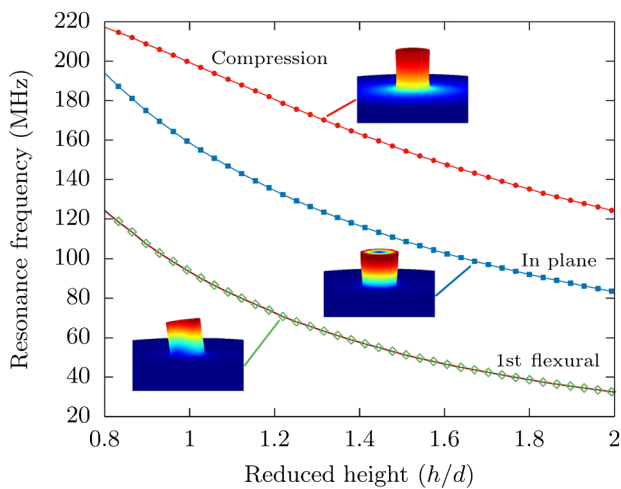 220
200
180
160
140
120
100
80
60
40
20
Resonance frequency (MHz)
Compression
In plane
1st flexural
0.8 1 1.2 1.4 1.6 1.8 2
Reduced height (h/d)